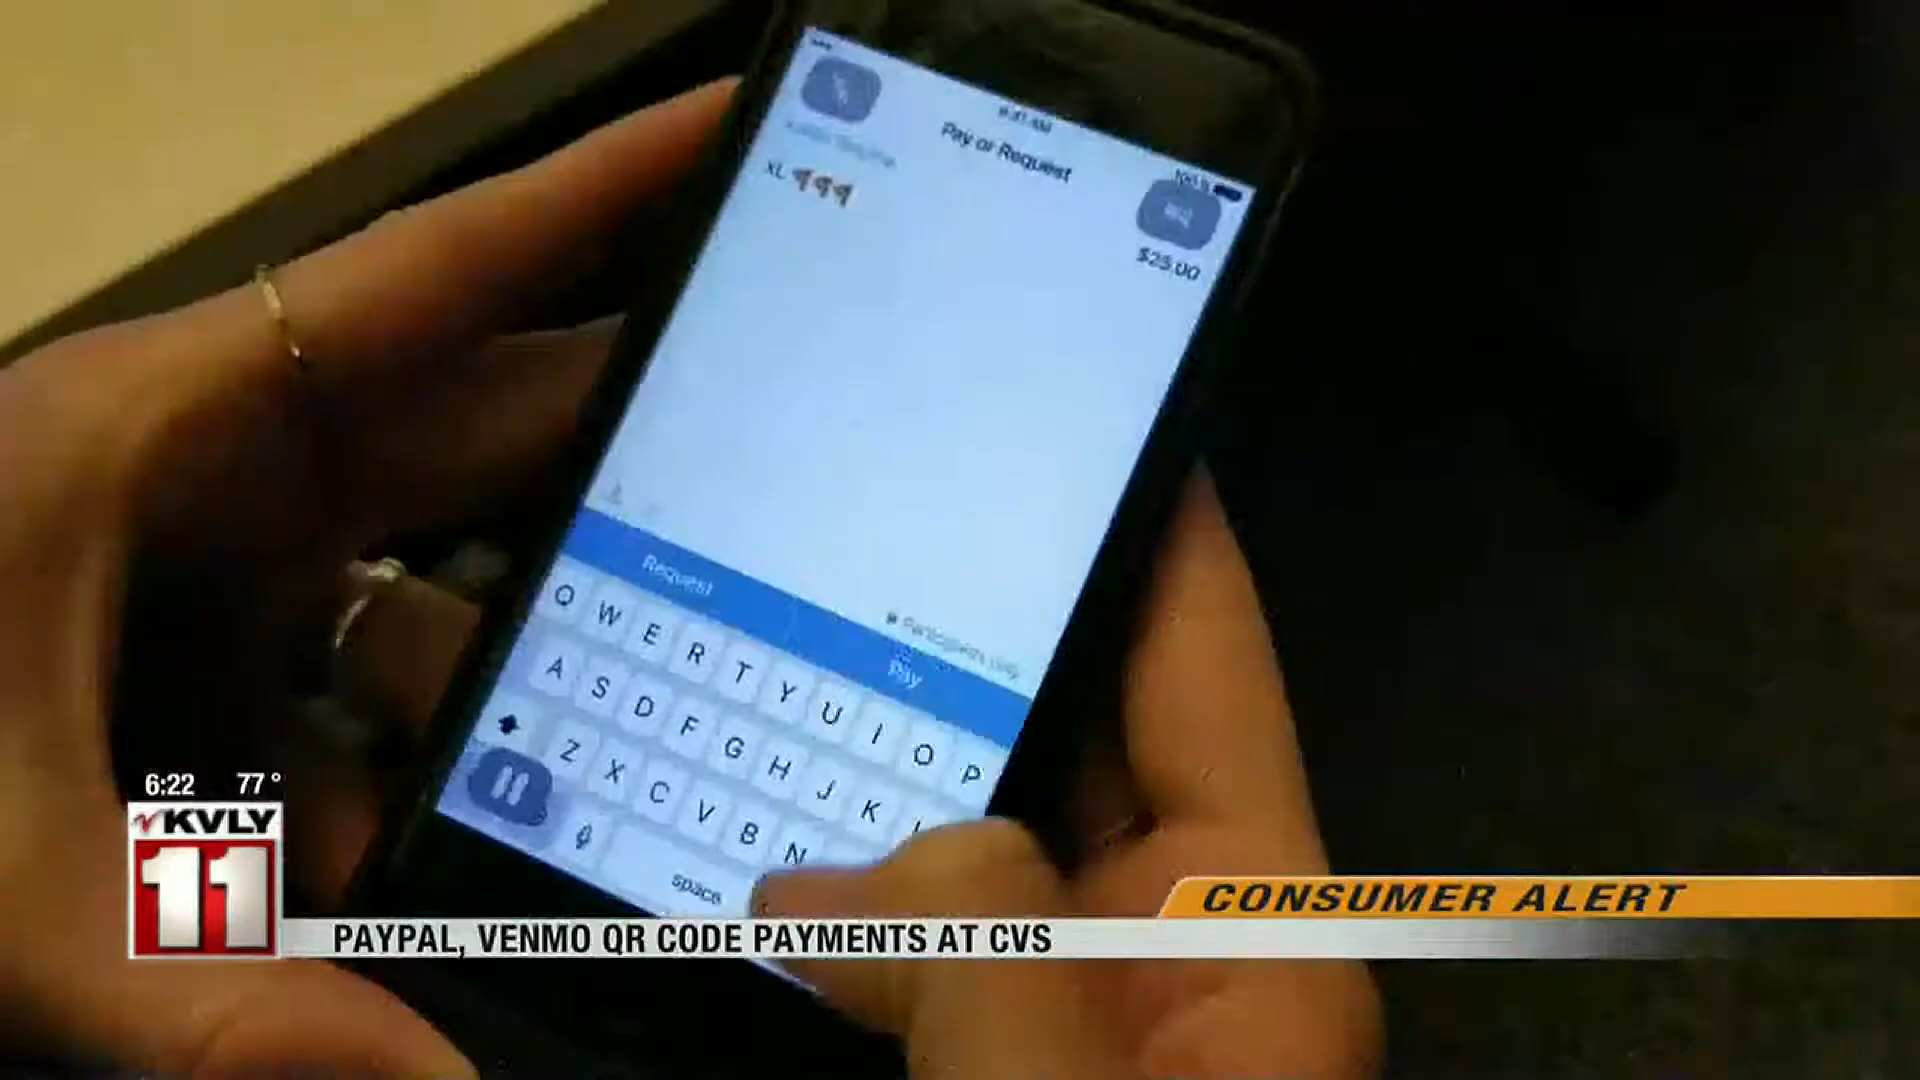 Pay or Request
XL
$25.00
Request
Pay
Q W E R T Y U I O P
A S D F G H J K L
Z X C V B N
space
6:22 77°
KVLY
11
CONSUMER ALERT
PAYPAL, VENMO QR CODE PAYMENTS AT CVS